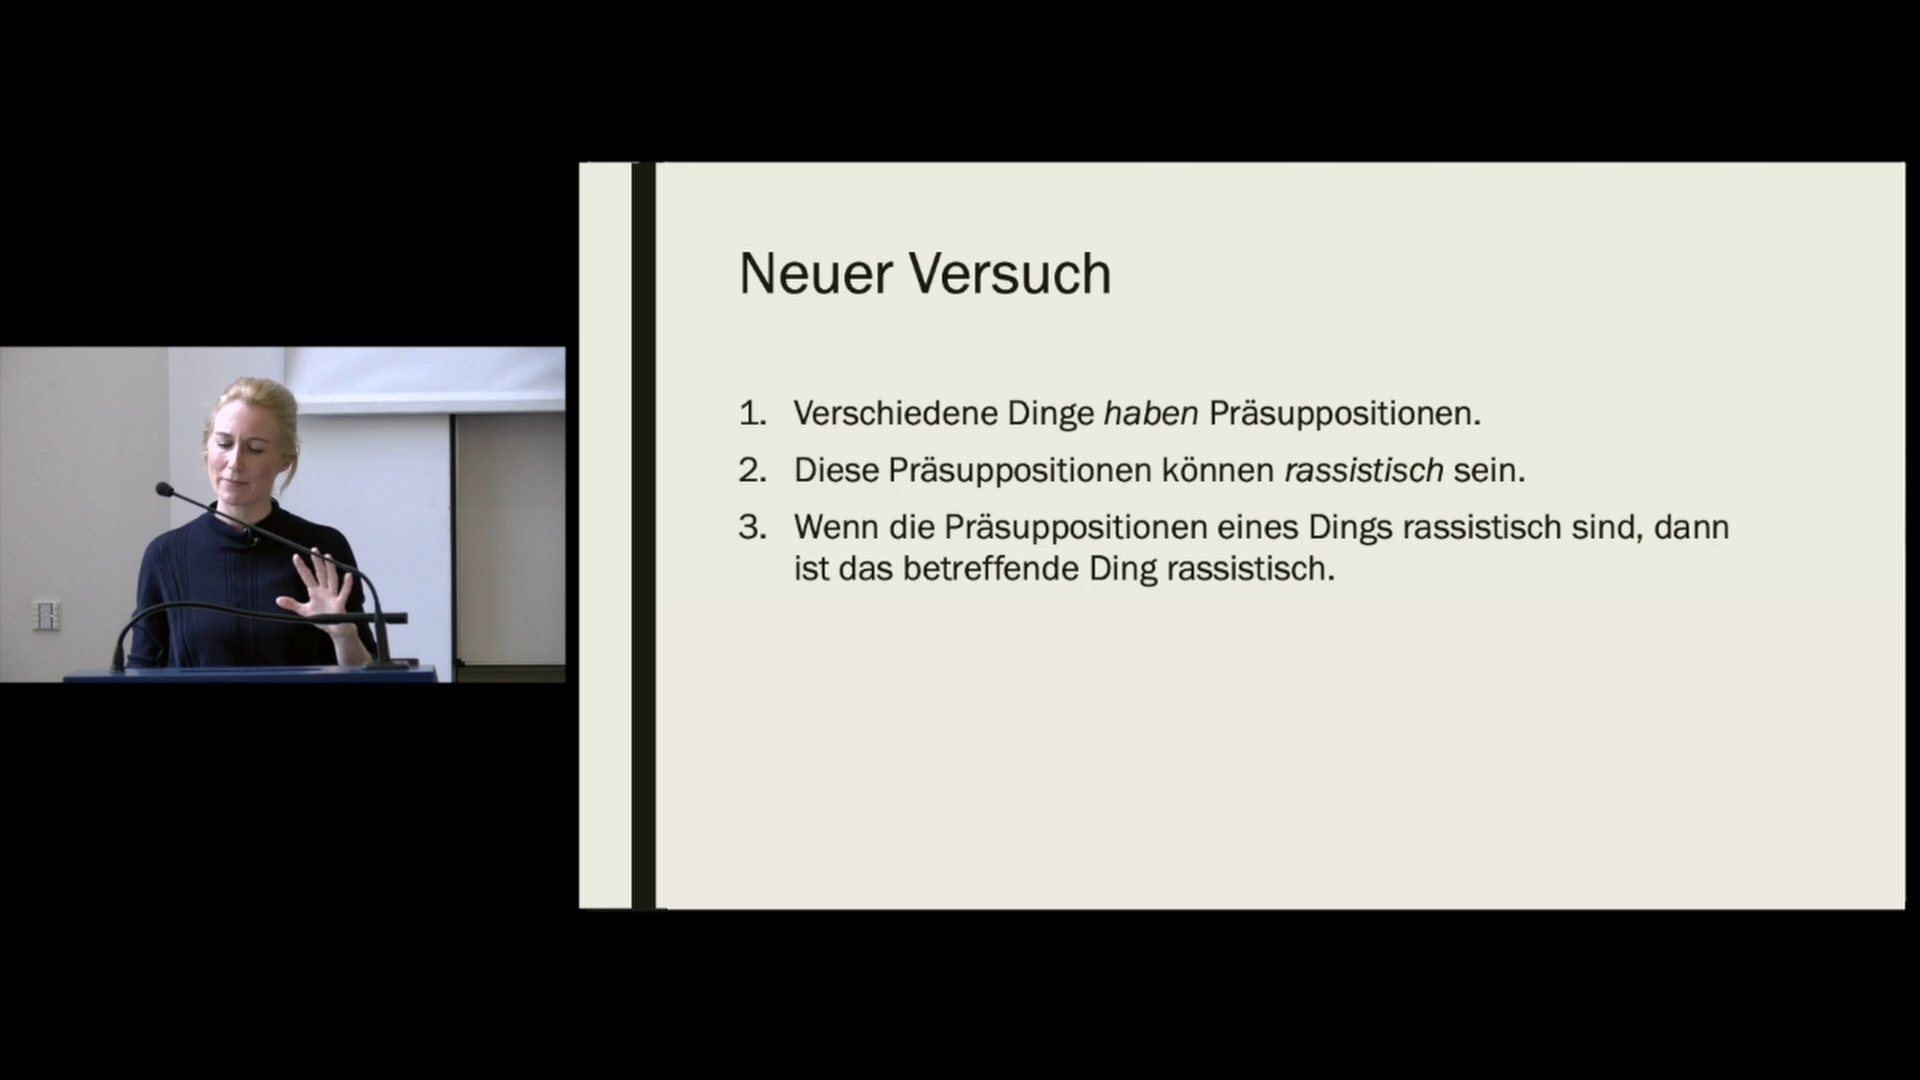 Neuer Versuch
1. Verschiedene Dinge haben Präsuppositionen.
2. Diese Präsuppositionen können rassistisch sein.
3. Wenn die Präsuppositionen eines Dings rassistisch sind, dann
ist das betreffende Ding rassistisch.